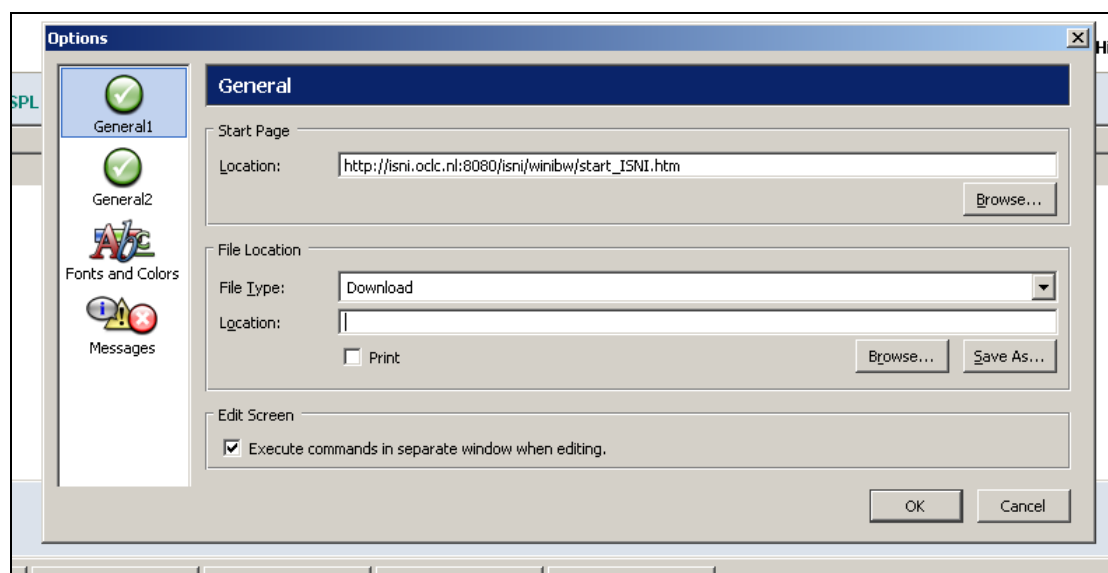 Options
Hi
SPL
General1
General2
Fonts and Colors
Messages
General
Start Page
Location:
http://isni.oclc.nl:8080/isni/winibw/start_ISNI.htm
Browse...
File Location
File Type:
Download
Location:
Print
Browse...
Save As...
Edit Screen
Execute commands in separate window when editing.
OK
Cancel